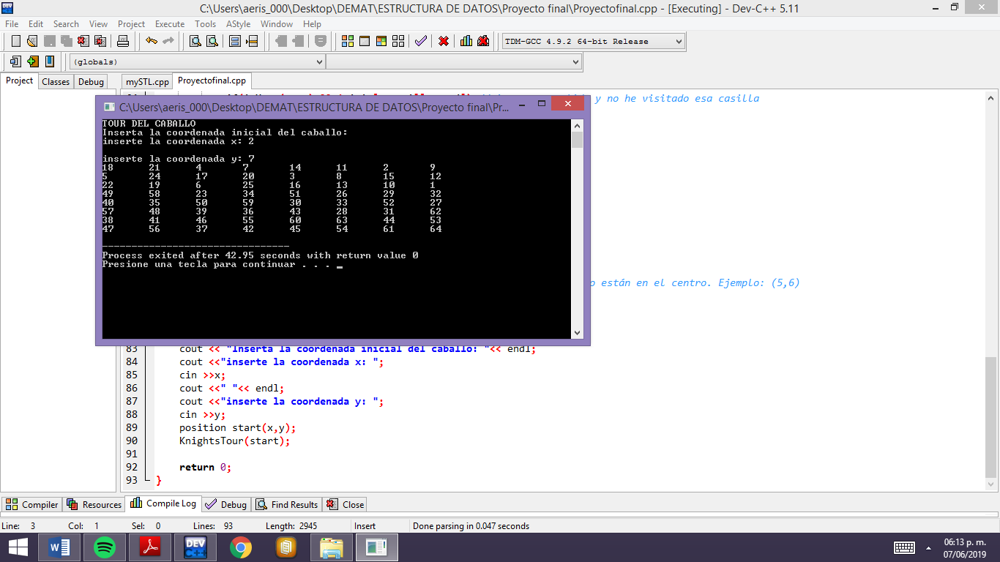 C:\Users\aeris_000\Desktop\DEMAT\ESTRUCTURA DE DATOS\Proyecto final\Proyectofinal.cpp - [Executing] - Dev-C++ 5.11
File Edit Search View Project Execute Tools AStyle Window Help
TDM-GCC 4.9.2 64-bit Release
(globals)
Project Classes Debug mySTL.cpp Proyectofinal.cpp
y no he visitado esa casilla
C:\Users\aeris_000\Desktop\DEMAT\ESTRUCTURA DE DATOS\Proyecto final\Pr...
TOUR DEL CABALLO
Inserta la coordenada inicial del caballo:
inserte la coordenada x: 2
inserte la coordenada y: 7
18 21 4 7 14 11 2 9
5 24 17 20 3 8 15 12
22 19 6 25 16 13 10 1
49 58 23 34 51 26 29 32
40 35 50 59 30 33 52 27
57 48 39 36 43 28 31 62
38 41 46 55 60 63 44 53
47 56 37 42 45 54 61 64
--------------------------------
Process exited after 42.95 seconds with return value 0
Presione una tecla para continuar . . .
están en el centro. Ejemplo: (5,6)
83 cout << "Inserta la coordenada inicial del caballo: "<< endl;
84 cout <<"inserte la coordenada x: ";
85 cin >>x;
86 cout <<" "<< endl;
87 cout <<"inserte la coordenada y: ";
88 cin >>y;
89 position start(x,y);
90 KnightsTour(start);
91
92 return 0;
93 }
Compiler Resources Compile Log Debug Find Results Close
Line: 3 Col: 1 Sel: 0 Lines: 93 Length: 2945 Insert Done parsing in 0.047 seconds
DEV C++
06:13 p. m.
07/06/2019